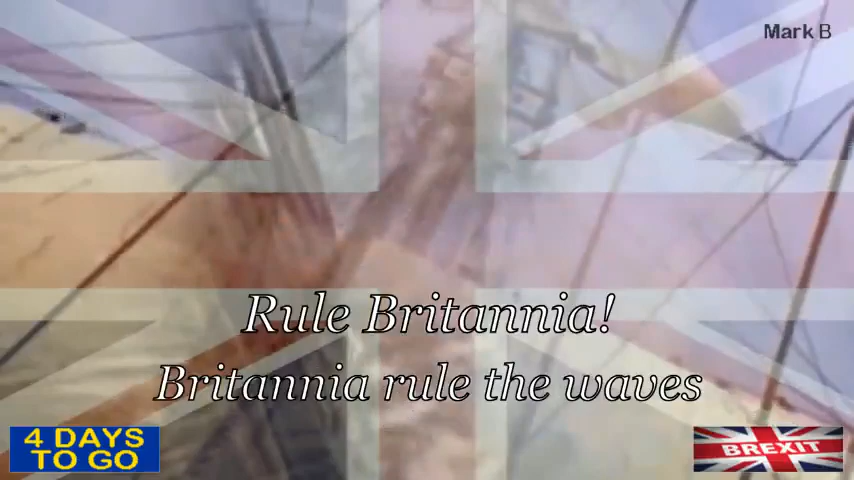 Mark B
Rule Britannia!
Britannia rule the waves
4 DAYS
TO GO
BREXIT